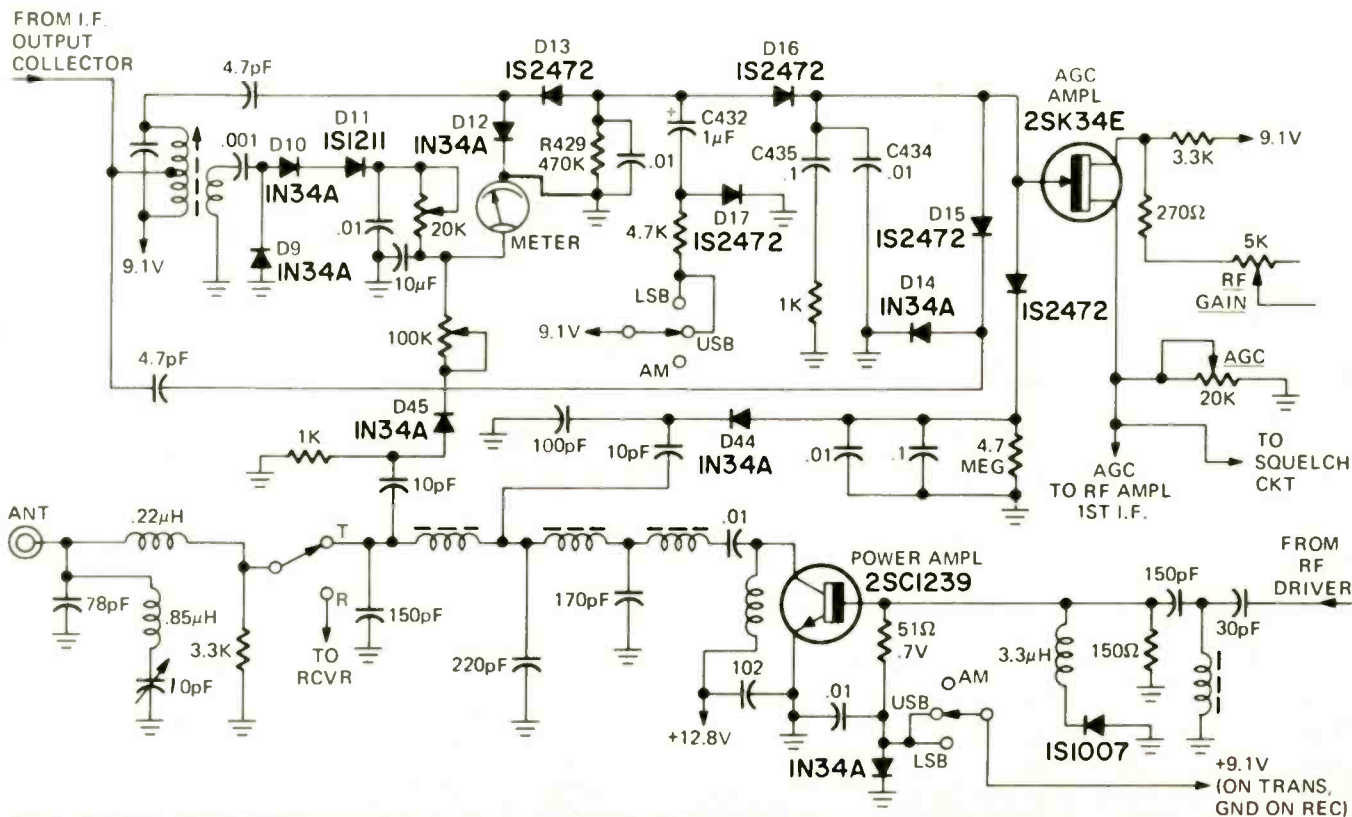 FROM I.F.
OUTPUT
COLLECTOR
4.7pF
D13
IS2472
D16
IS2472
AGC
AMPL
2SK34E
.001
D10
D11
IS1211
D12
IN34A
IN34A
R429
470K
.01
C432
1µF
+
C435
.1
C434
.01
3.3K
9.1V
270Ω
5K
RF
GAIN
D15
IS2472
D17
IS2472
4.7K
METER
20K
.01
10µF
D9
IN34A
9.1V
LSB
9.1V
USB
AM
1K
D14
IN34A
IS2472
100K
4.7pF
AGC
20K
D45
IN34A
1K
10pF
100pF
10pF
D44
IN34A
.01
.1
4.7
MEG
AGC
TO RF AMPL
1ST I.F.
TO
SQUELCH
CKT
ANT
.22µH
T
R
TO
RCVR
78pF
.85µH
3.3K
150pF
220pF
170pF
.01
POWER AMPL
2SC1239
FROM
RF
DRIVER
150pF
30pF
51Ω
.7V
3.3µH
150Ω
102
+12.8V
.01
IN34A
AM
USB
LSB
IS1007
+9.1V
(ON TRANS,
GND ON REC)